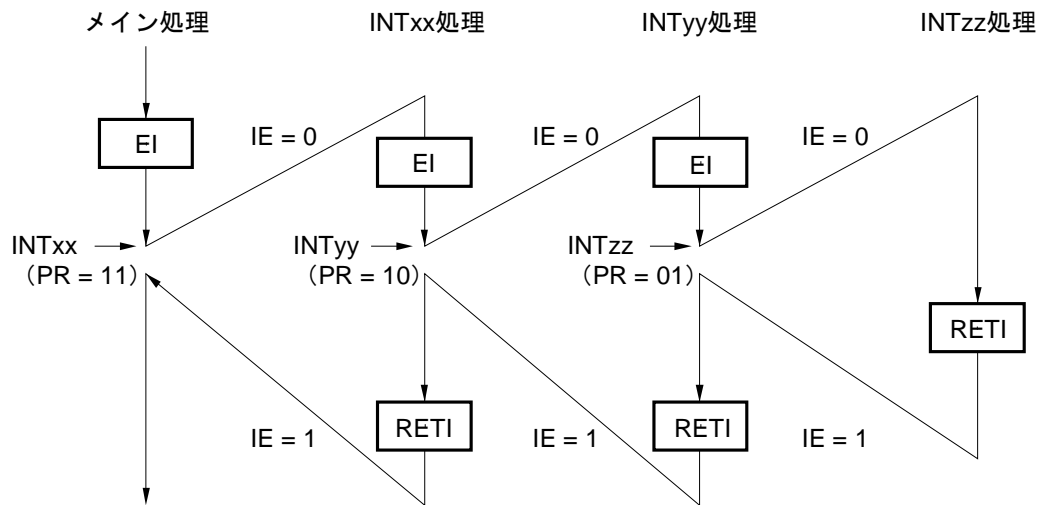 メイン処理 INTxx処理 INTyy処理 INTzz処理
EI IE = 0 EI IE = 0 EI IE = 0
INTxx INTyy INTzz
（PR = 11） （PR = 10） （PR = 01）
RETI
IE = 1 RETI IE = 1 RETI IE = 1